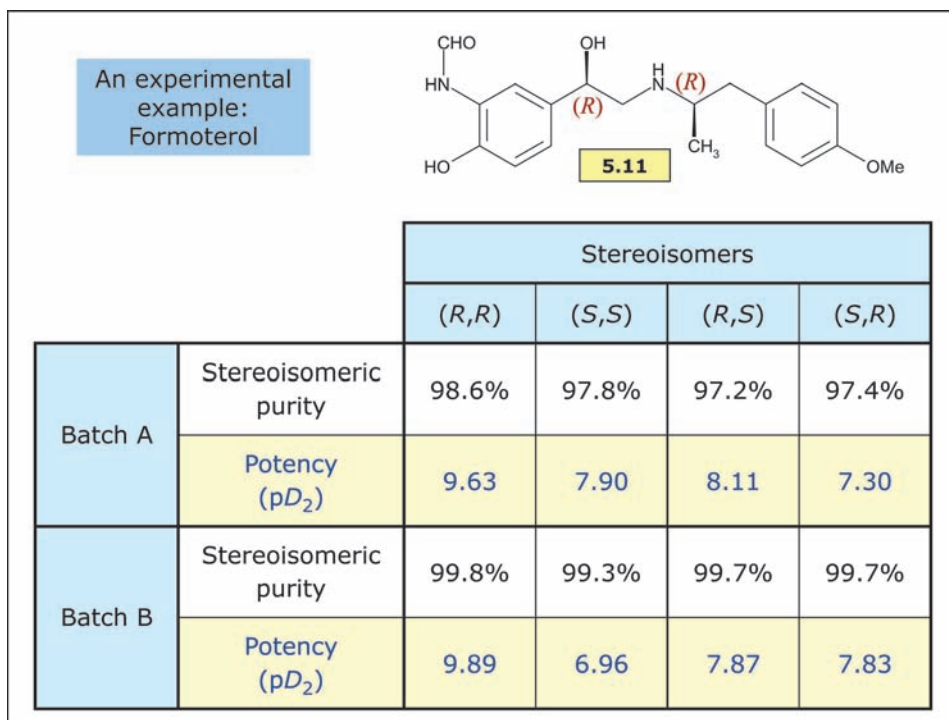 An experimental
example:
Formoterol
CHO
HN
HO
OH
(R)
H
N
(R)
CH3
OMe
5.11
Stereoisomers
(R,R) (S,S) (R,S) (S,R)
Batch A
Stereoisomeric
purity
98.6% 97.8% 97.2% 97.4%
Potency
(pD2)
9.63 7.90 8.11 7.30
Batch B
Stereoisomeric
purity
99.8% 99.3% 99.7% 99.7%
Potency
(pD2)
9.89 6.96 7.87 7.83